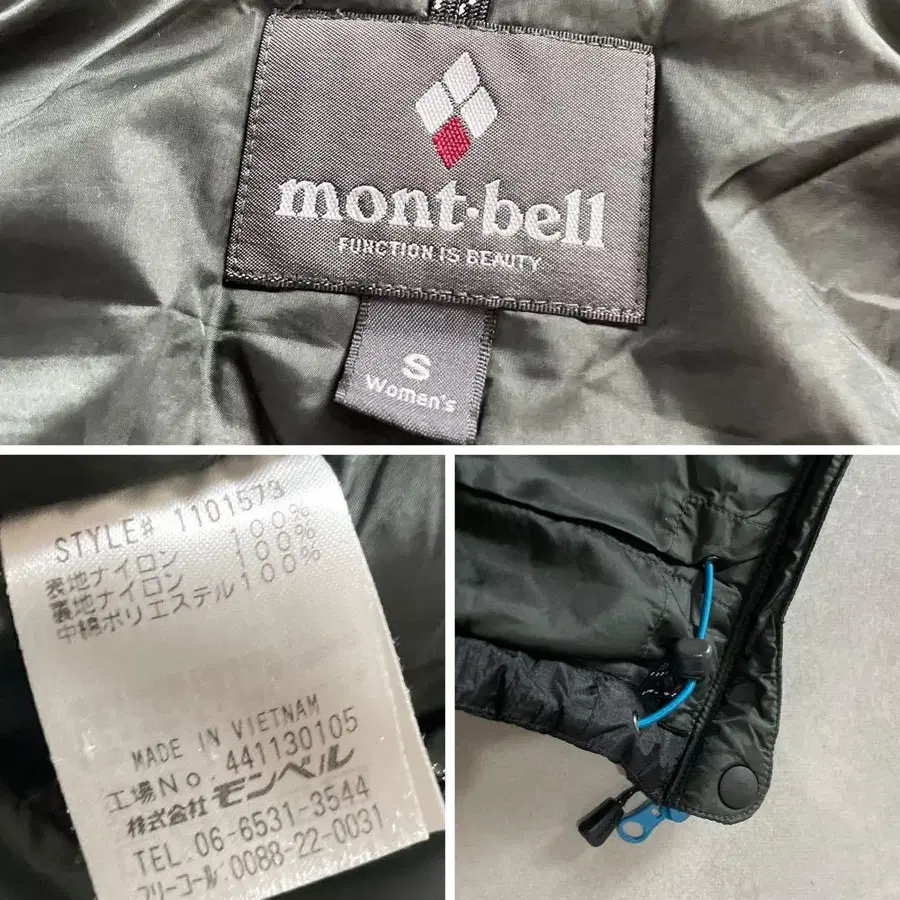 mont·bell
FUNCTION IS BEAUTY
S
Women's
STYLE# 1101573
表地ナイロン 100%
裏地ナイロン 100%
中綿ポリエステル100%
MADE IN VIETNAM
工場No. 441130105
株式会社 モンベル
TEL. 06-6531-3544
フリーコール 0088-22-0031